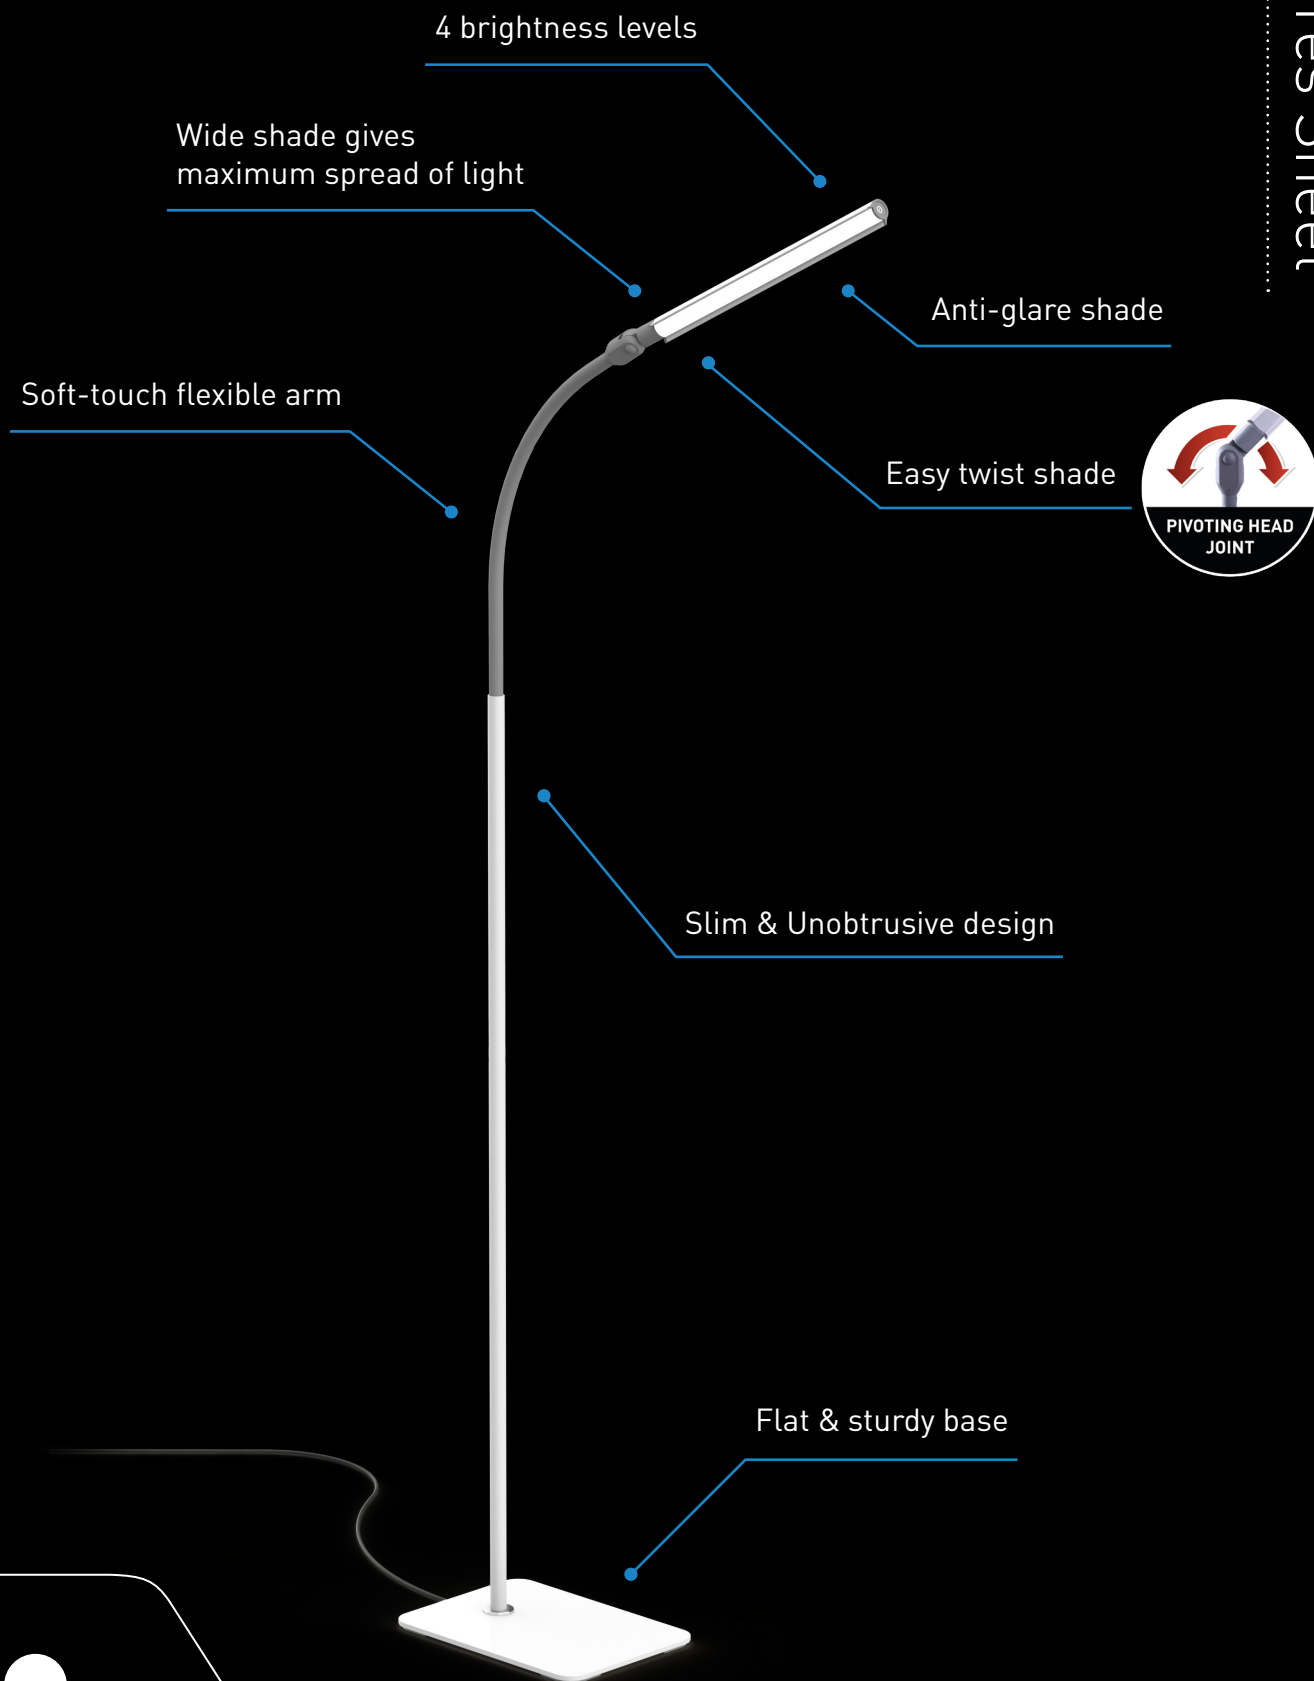 4 brightness levels
Wide shade gives
maximum spread of light
Anti-glare shade
Soft-touch flexible arm
Easy twist shade
PIVOTING HEAD
JOINT
Slim & Unobtrusive design
Flat & sturdy base